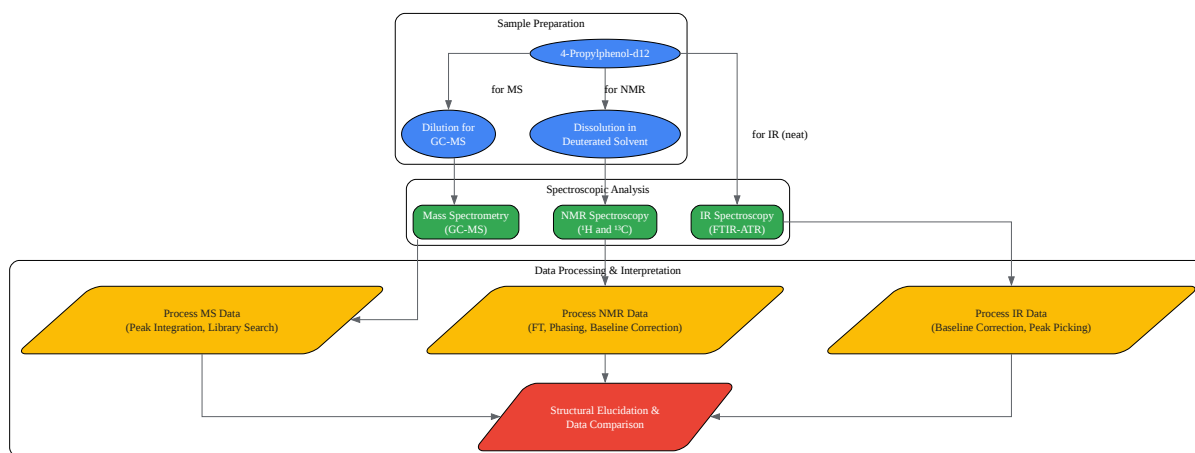 Sample Preparation
4-Propylphenol-d12
for MS
for NMR
Dilution for
GC-MS
Dissolution in
Deuterated Solvent
for IR (neat)
Spectroscopic Analysis
Mass Spectrometry
(GC-MS)
NMR Spectroscopy
(¹H and ¹³C)
IR Spectroscopy
(FTIR-ATR)
Data Processing & Interpretation
Process MS Data
(Peak Integration, Library Search)
Process NMR Data
(FT, Phasing, Baseline Correction)
Process IR Data
(Baseline Correction, Peak Picking)
Structural Elucidation &
Data Comparison